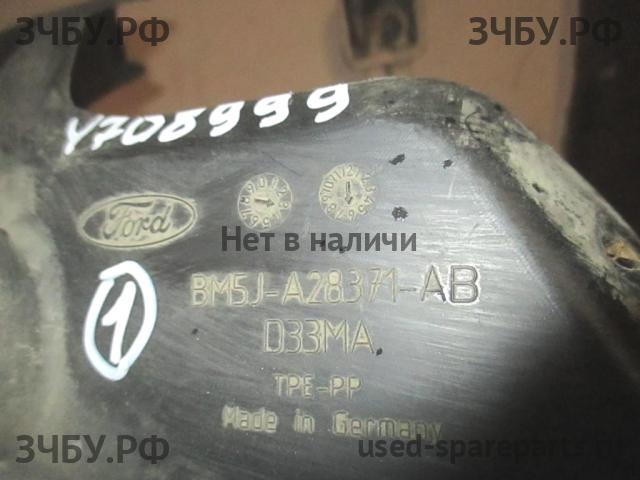 ЗЧБУ.РФ ЗЧБУ.РФ
Y708999
Ford
Нет в наличи
1
BM5J-A28371-AB
D33MA
TPE-PP
Made in Germany
ЗЧБУ.РФ used-spareparts.ru